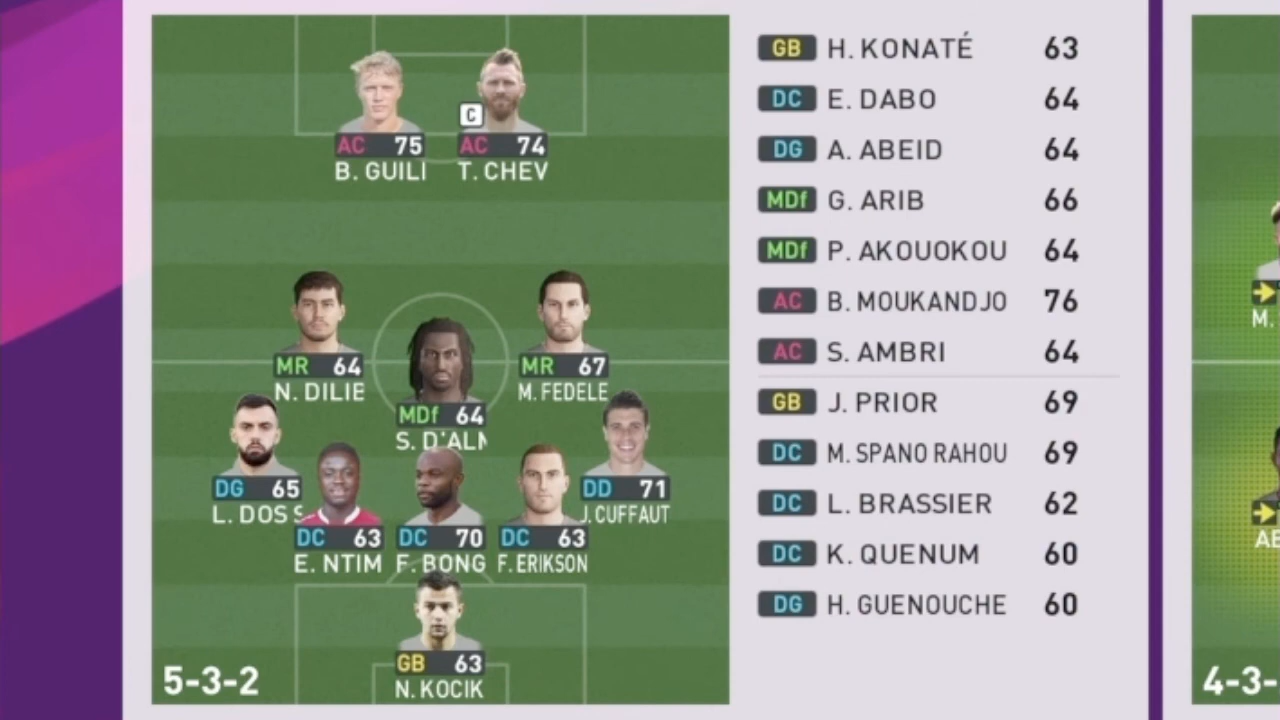 C
AC 75
B. GUILI
AC 74
T. CHEV
MR 64
N. DILIE
MR 67
M. FEDELE
MDf 64
S. D'ALM
DG 65
L. DOS S
DD 71
J. CUFFAUT
DC 63
E. NTIM
DC 70
F. BONG
DC 63
F. ERIKSON
GB 63
N. KOCIK
5-3-2
GB H. KONATÉ 63
DC E. DABO 64
DG A. ABEID 64
MDf G. ARIB 66
MDf P. AKOUOKOU 64
AC B. MOUKANDJO 76
AC S. AMBRI 64
GB J. PRIOR 69
DC M. SPANO RAHOU 69
DC L. BRASSIER 62
DC K. QUENUM 60
DG H. GUENOUCHE 60
M.
4-3-